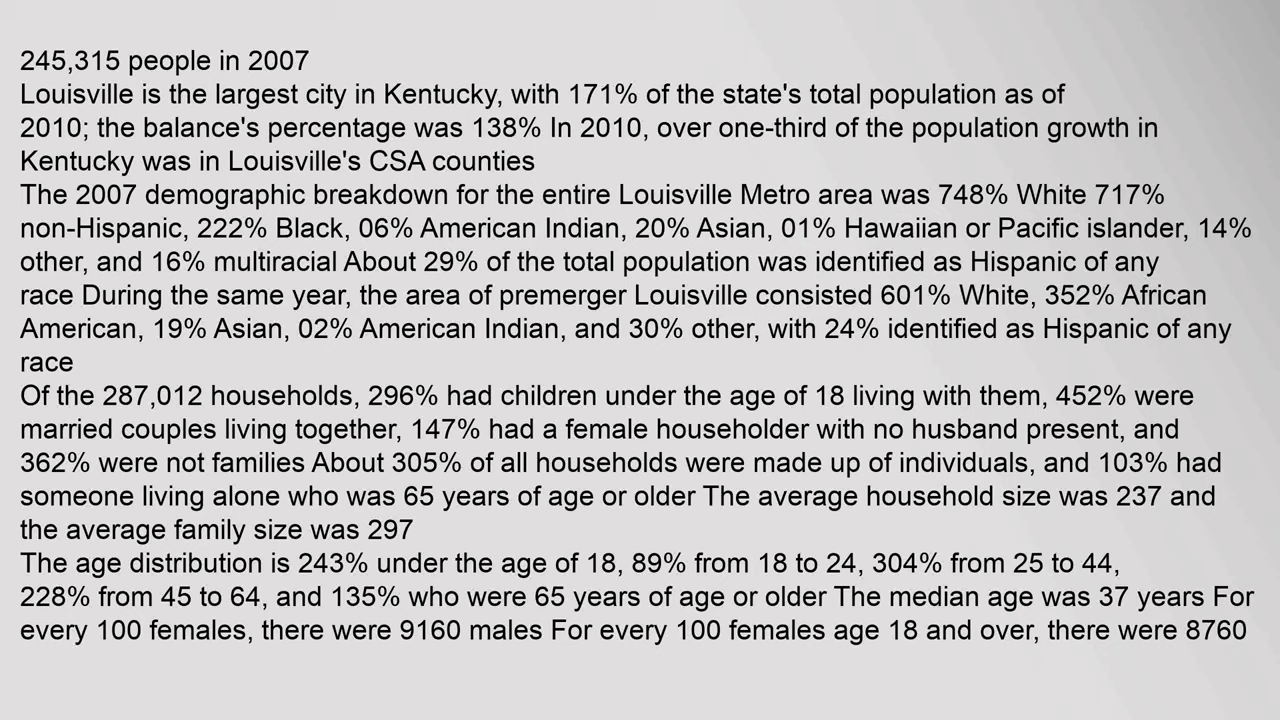 245,315 people in 2007
Louisville is the largest city in Kentucky, with 171% of the state's total population as of
2010; the balance's percentage was 138% In 2010, over one-third of the population growth in
Kentucky was in Louisville's CSA counties
The 2007 demographic breakdown for the entire Louisville Metro area was 748% White 717%
non-Hispanic, 222% Black, 06% American Indian, 20% Asian, 01% Hawaiian or Pacific islander, 14%
other, and 16% multiracial About 29% of the total population was identified as Hispanic of any
race During the same year, the area of premerger Louisville consisted 601% White, 352% African
American, 19% Asian, 02% American Indian, and 30% other, with 24% identified as Hispanic of any
race
Of the 287,012 households, 296% had children under the age of 18 living with them, 452% were
married couples living together, 147% had a female householder with no husband present, and
362% were not families About 305% of all households were made up of individuals, and 103% had
someone living alone who was 65 years of age or older The average household size was 237 and
the average family size was 297
The age distribution is 243% under the age of 18, 89% from 18 to 24, 304% from 25 to 44,
228% from 45 to 64, and 135% who were 65 years of age or older The median age was 37 years For
every 100 females, there were 9160 males For every 100 females age 18 and over, there were 8760